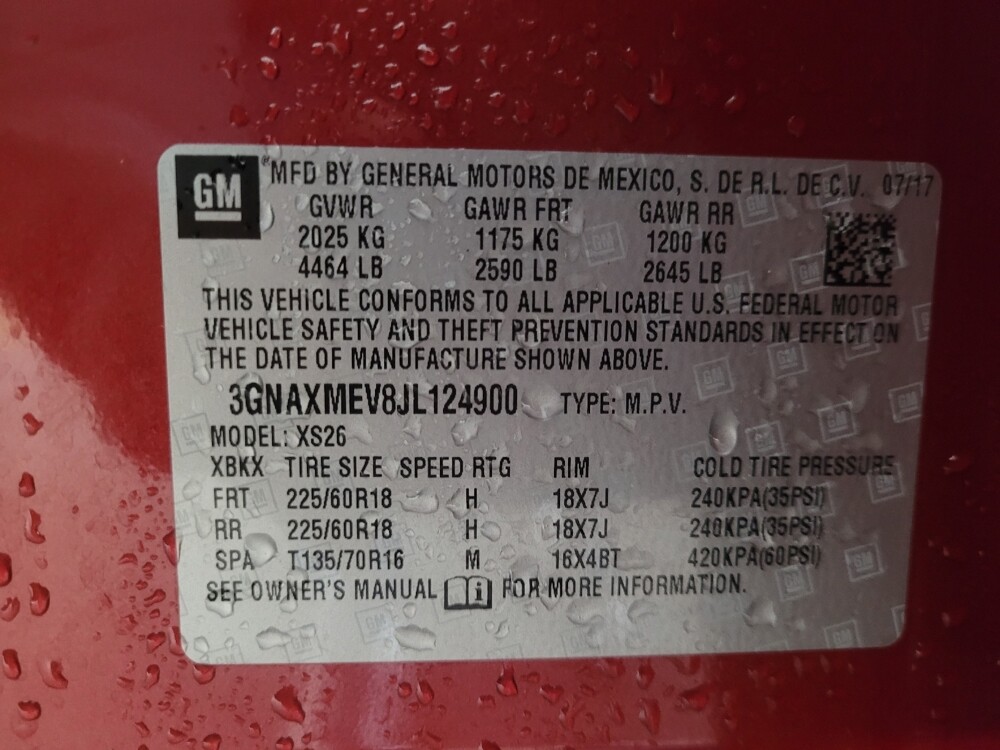 GM
®MFD BY GENERAL MOTORS DE MEXICO, S. DE R.L. DE C.V. 07/17
GVWR GAWR FRT GAWR RR
2025 KG 1175 KG 1200 KG
4464 LB 2590 LB 2645 LB
THIS VEHICLE CONFORMS TO ALL APPLICABLE U.S. FEDERAL MOTOR
VEHICLE SAFETY AND THEFT PREVENTION STANDARDS IN EFFECT ON
THE DATE OF MANUFACTURE SHOWN ABOVE.
3GNAXMEV8JL124900 TYPE: M.P.V.
MODEL: XS26
XBKX TIRE SIZE SPEED RTG RIM COLD TIRE PRESSURE
FRT 225/60R18 H 18X7J 240KPA(35PSI)
RR 225/60R18 H 18X7J 240KPA(35PSI)
SPA T135/70R16 M 16X4BT 420KPA(60PSI)
SEE OWNER'S MANUAL i FOR MORE INFORMATION.